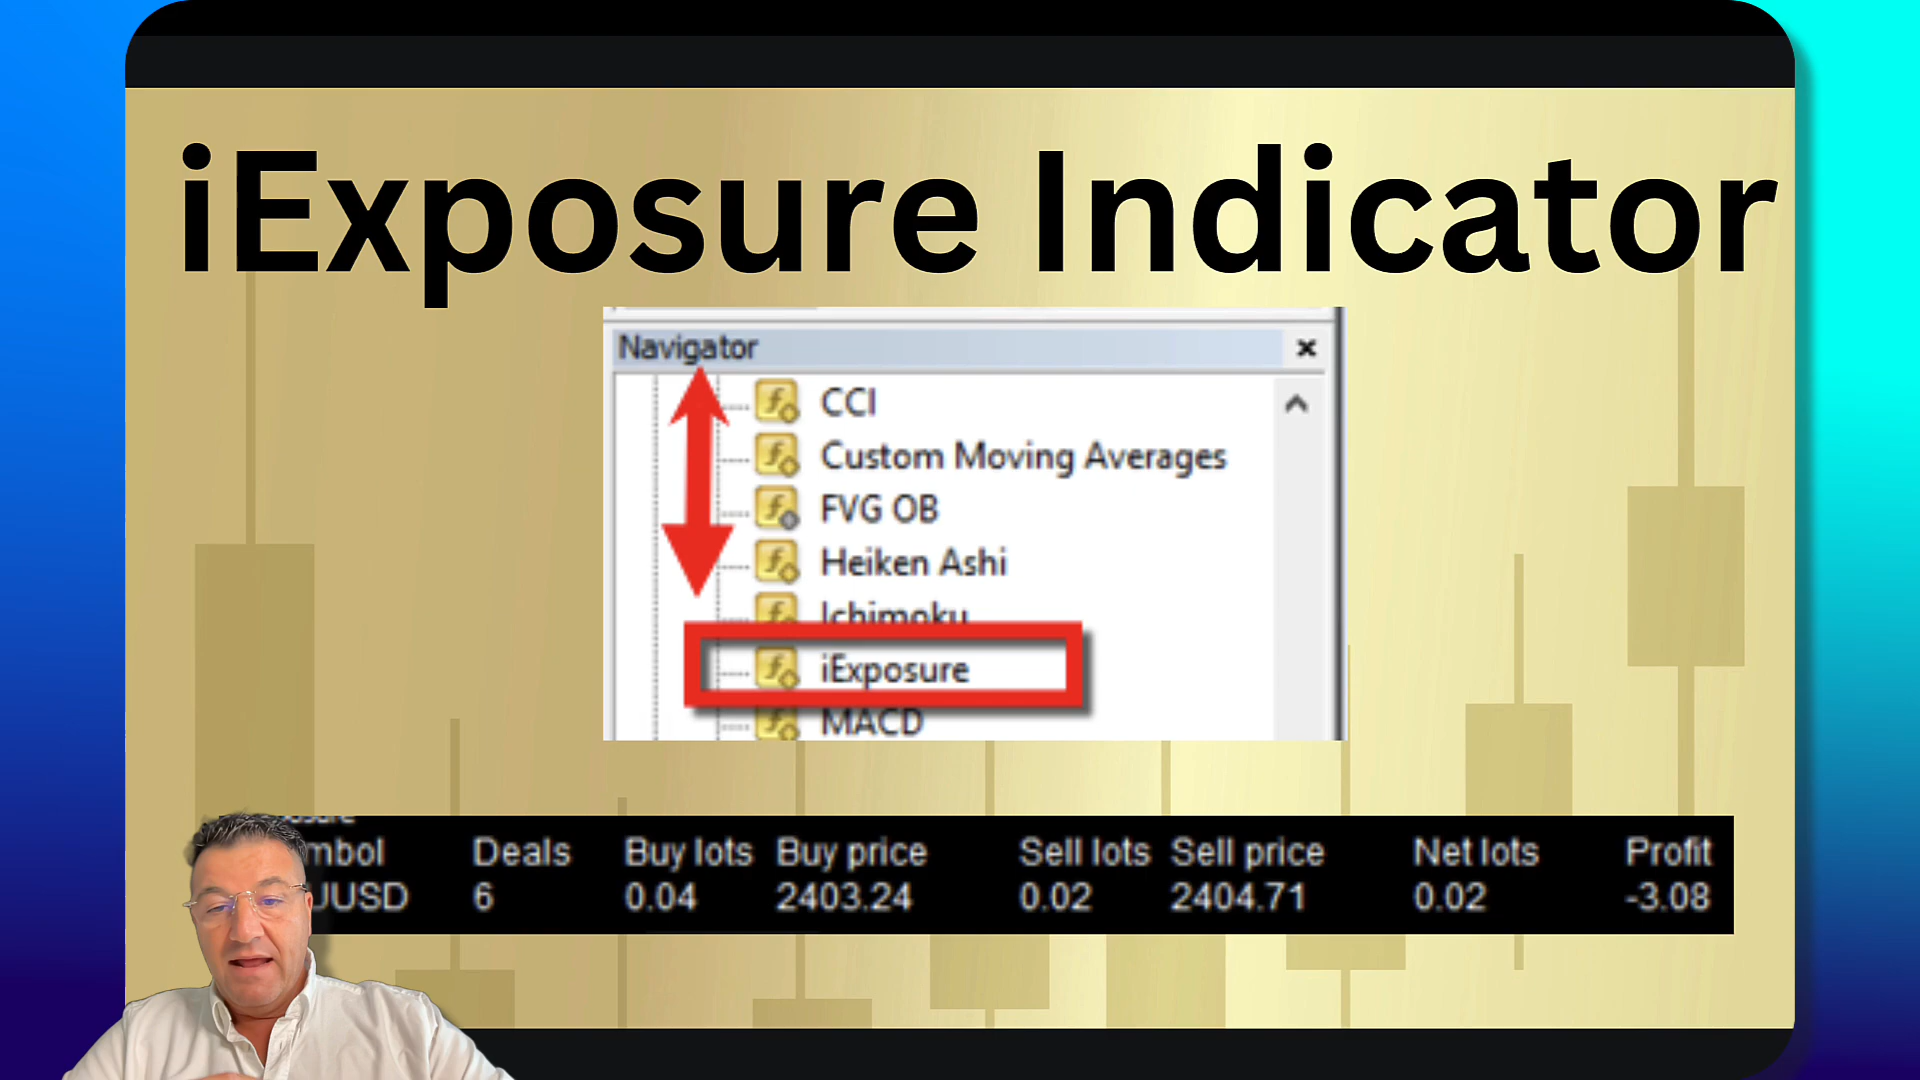 iExposure Indicator
Navigator
CCI
Custom Moving Averages
FVG OB
Heiken Ashi
Ichimoku
iExposure
MACD
Deals Buy lots Buy price Sell lots Sell price Net lots Profit
6 0.04 2403.24 0.02 2404.71 0.02 -3.08